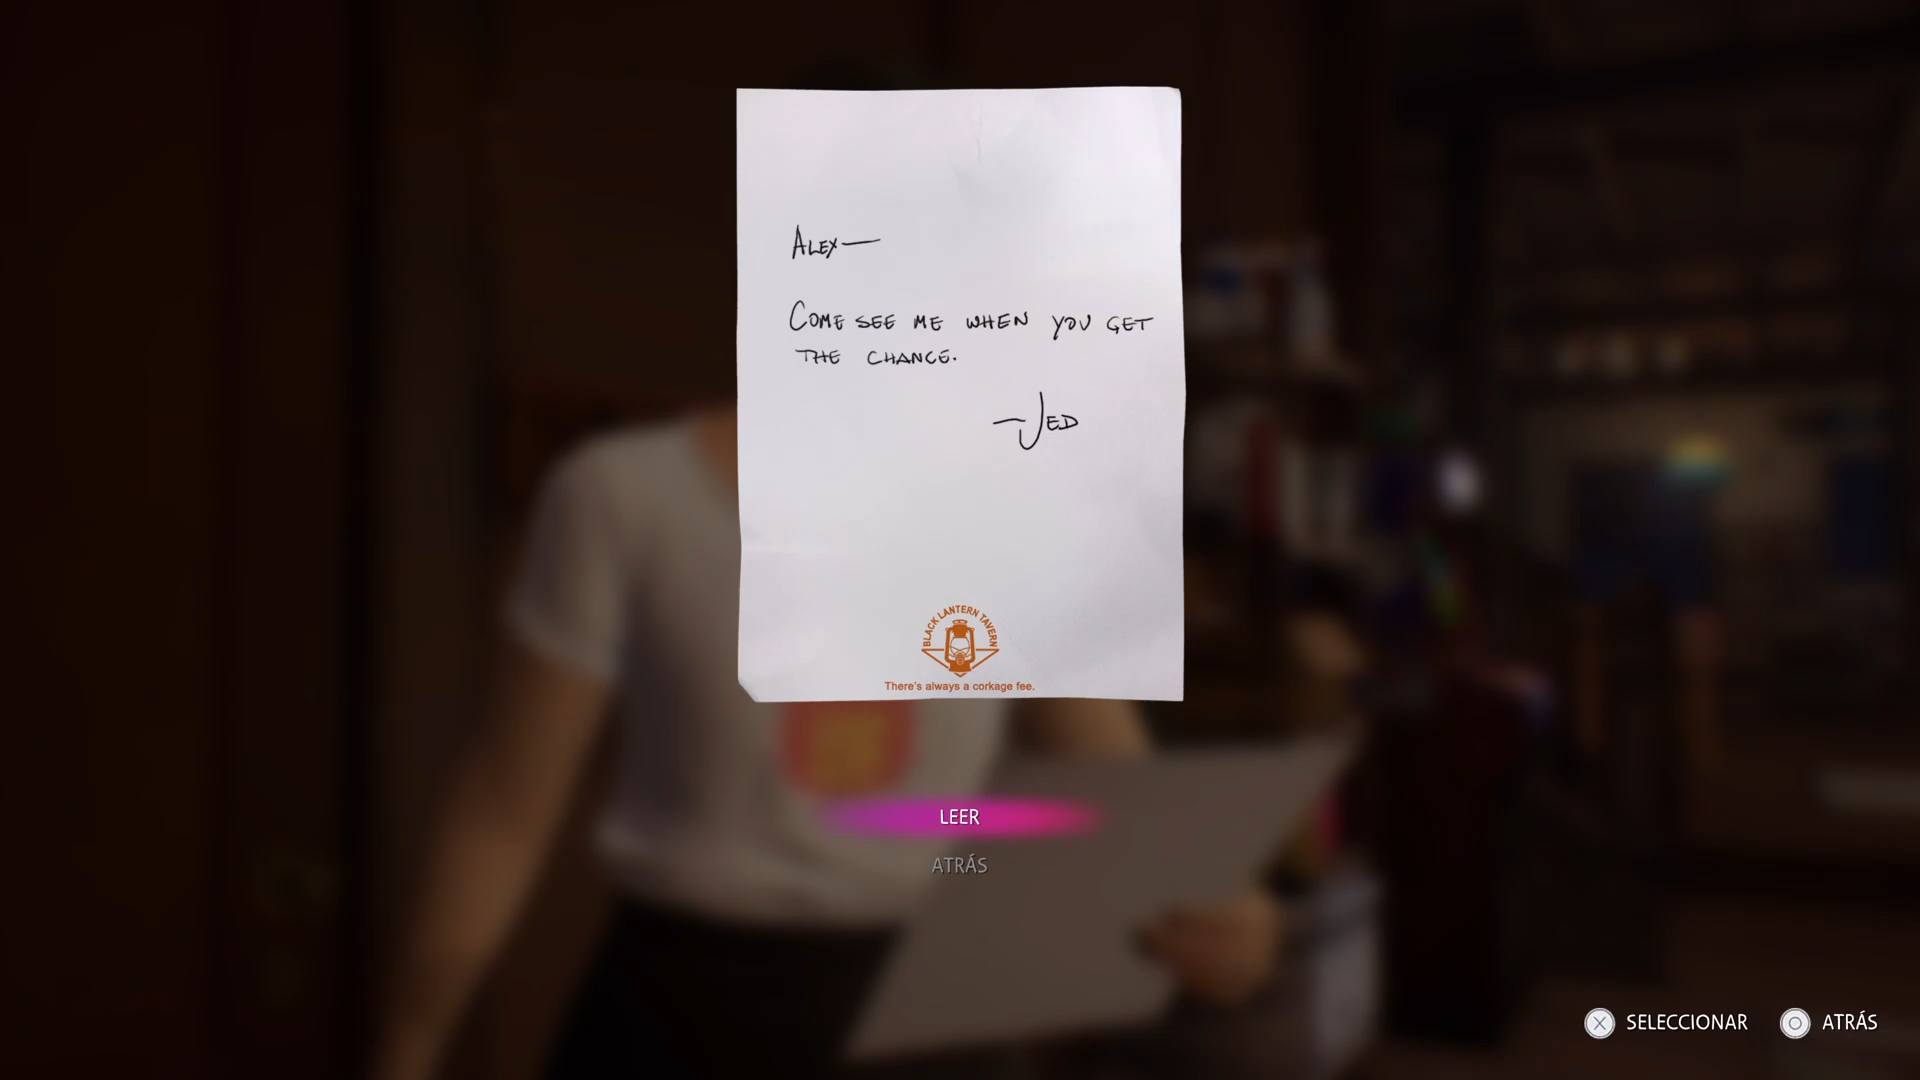 Alex—
Come see me when you get
the chance.
—Jed
BLACK LANTERN TAVERN
There's always a corkage fee.
LEER
ATRÁS
SELECCIONAR
ATRÁS